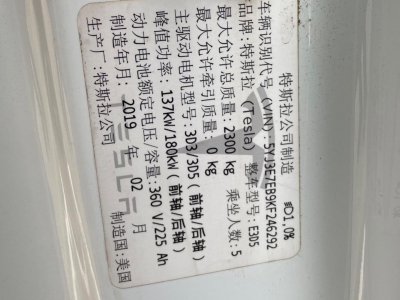 特斯拉公司制造
车辆识别代号（VIN）：5YJ3E7EB9KF246292
品牌：特斯拉（Tesla） 整车型号：E3D5
最大允许总质量：2300 kg 乘坐人数：5
最大允许牵引质量：0 kg
主驱动电机型号：3D3/3D5（前轴/后轴）
峰值功率：137kW/180kW（前轴/后轴）
动力电池额定电压/容量：360 V/225 Ah
制造年月：2019 年 02 月
生产厂：特斯拉公司 制造国：美国